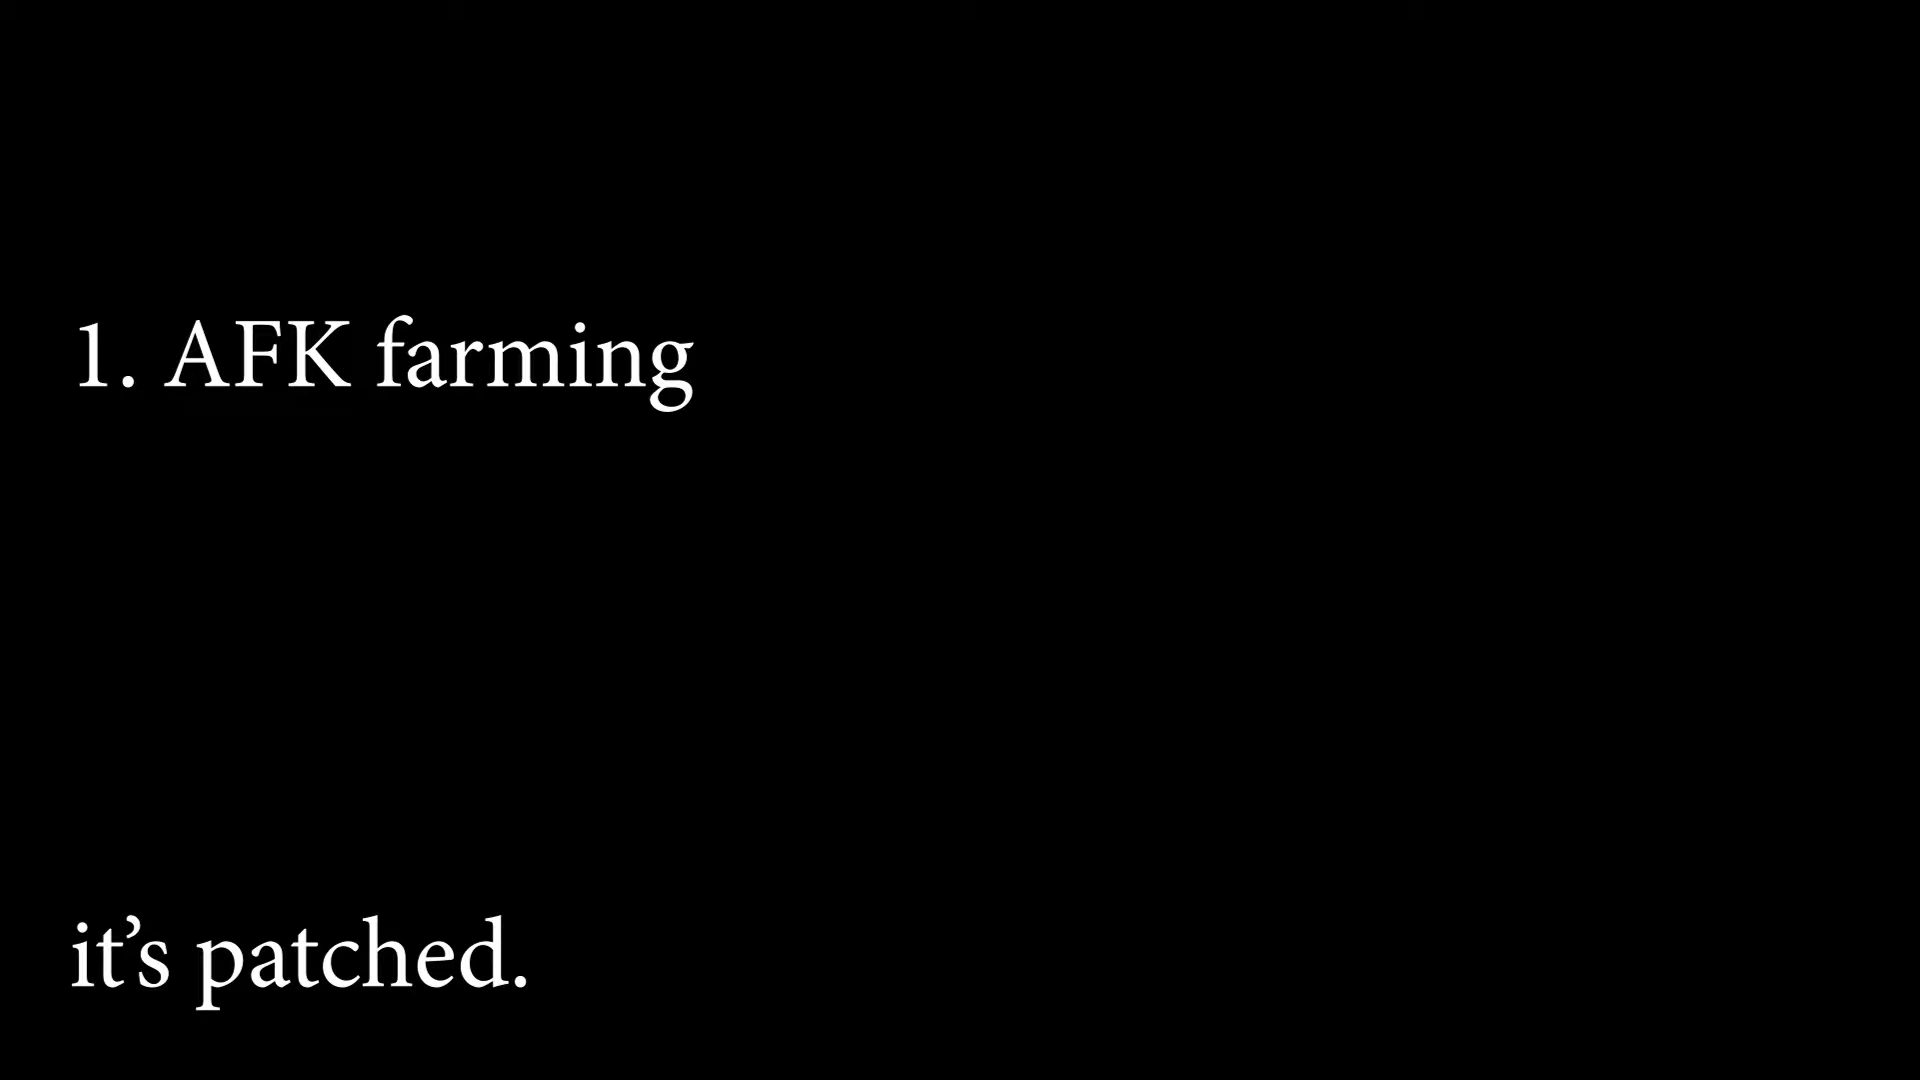 1. AFK farming
it’s patched.